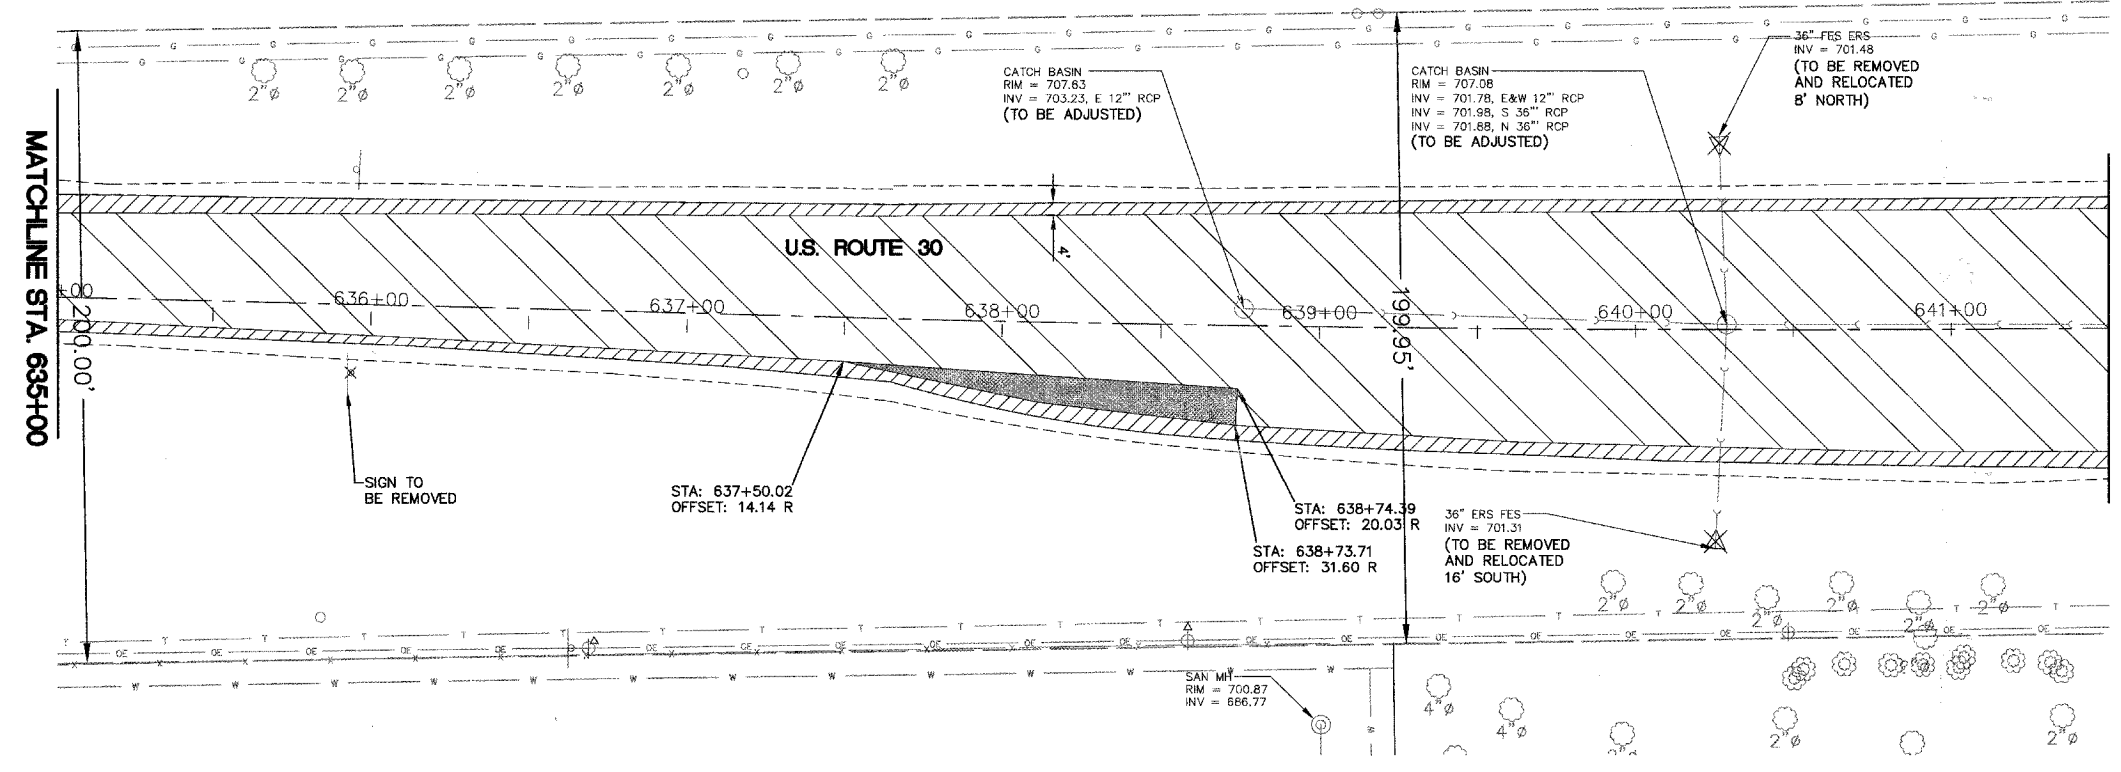 MATCHLINE STA. 635+00
200.00'
2"⌀
2"⌀
2"⌀
2"⌀
2"⌀
2"⌀
2"⌀
CATCH BASIN
RIM = 707.63
INV = 703.23, E 12"' RCP
(TO BE ADJUSTED)
CATCH BASIN
RIM = 707.08
INV = 701.78, E&W 12"' RCP
INV = 701.98, S 36"' RCP
INV = 701.88, N 36"' RCP
(TO BE ADJUSTED)
36" FES ERS
INV = 701.48
(TO BE REMOVED
AND RELOCATED
8' NORTH)
U.S. ROUTE 30
4'
199.95'
+00
636+00
637+00
638+00
639+00
640+00
641+00
SIGN TO
BE REMOVED
STA: 637+50.02
OFFSET: 14.14 R
STA: 638+74.39
OFFSET: 20.03 R
STA: 638+73.71
OFFSET: 31.60 R
36" ERS FES
INV = 701.31
(TO BE REMOVED
AND RELOCATED
16' SOUTH)
2"⌀
2"⌀
2"⌀
2"⌀
2"⌀
2"⌀
SAN MH
RIM = 700.87
INV = 686.77
4"⌀
4"⌀
2"⌀
2"⌀
2"⌀